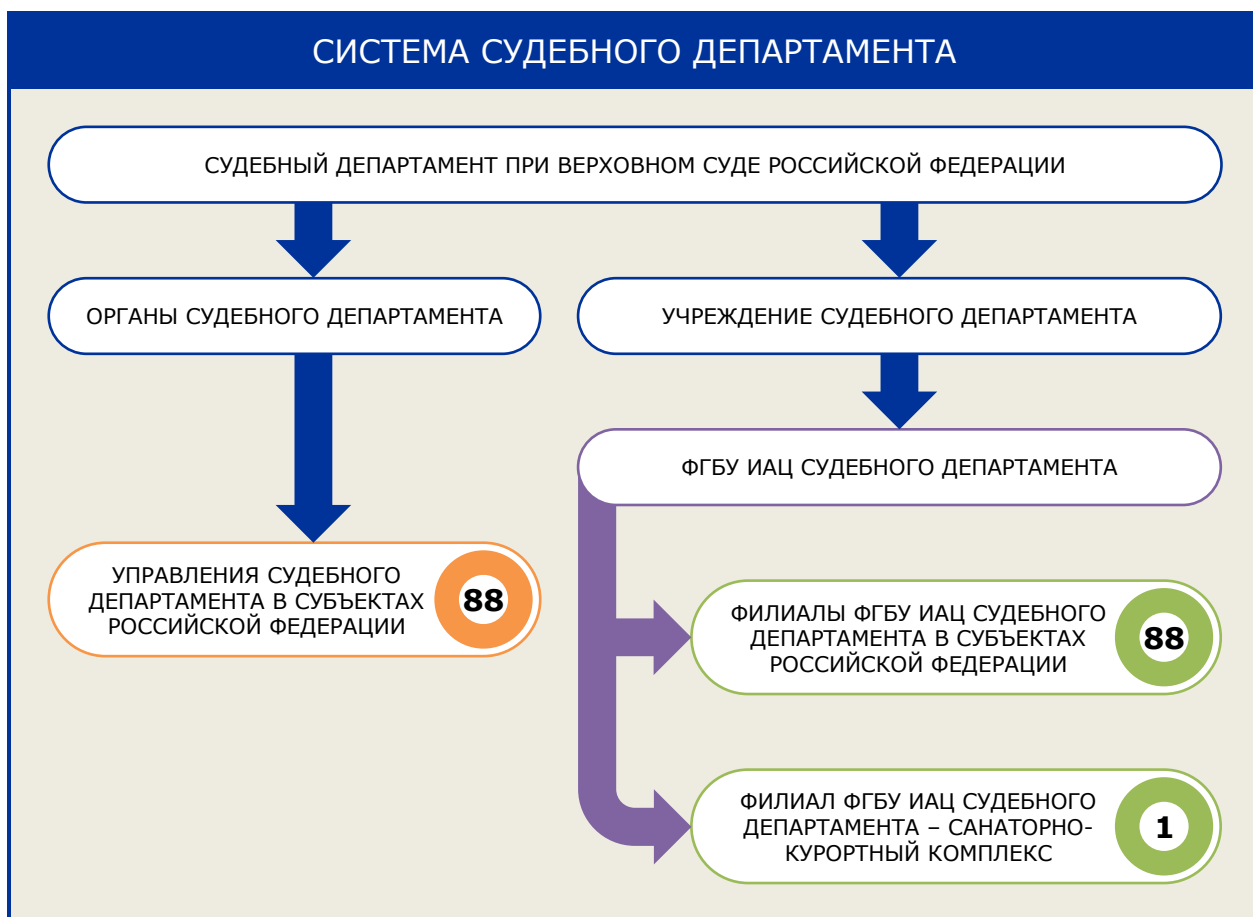 СИСТЕМА СУДЕБНОГО ДЕПАРТАМЕНТА
СУДЕБНЫЙ ДЕПАРТАМЕНТ ПРИ ВЕРХОВНОМ СУДЕ РОССИЙСКОЙ ФЕДЕРАЦИИ
ОРГАНЫ СУДЕБНОГО ДЕПАРТАМЕНТА
УЧРЕЖДЕНИЕ СУДЕБНОГО ДЕПАРТАМЕНТА
ФГБУ ИАЦ СУДЕБНОГО ДЕПАРТАМЕНТА
УПРАВЛЕНИЯ СУДЕБНОГО
ДЕПАРТАМЕНТА В СУБЪЕКТАХ
РОССИЙСКОЙ ФЕДЕРАЦИИ
88
ФИЛИАЛЫ ФГБУ ИАЦ СУДЕБНОГО
ДЕПАРТАМЕНТА В СУБЪЕКТАХ
РОССИЙСКОЙ ФЕДЕРАЦИИ
88
ФИЛИАЛ ФГБУ ИАЦ СУДЕБНОГО
ДЕПАРТАМЕНТА – САНАТОРНО-
КУРОРТНЫЙ КОМПЛЕКС
1